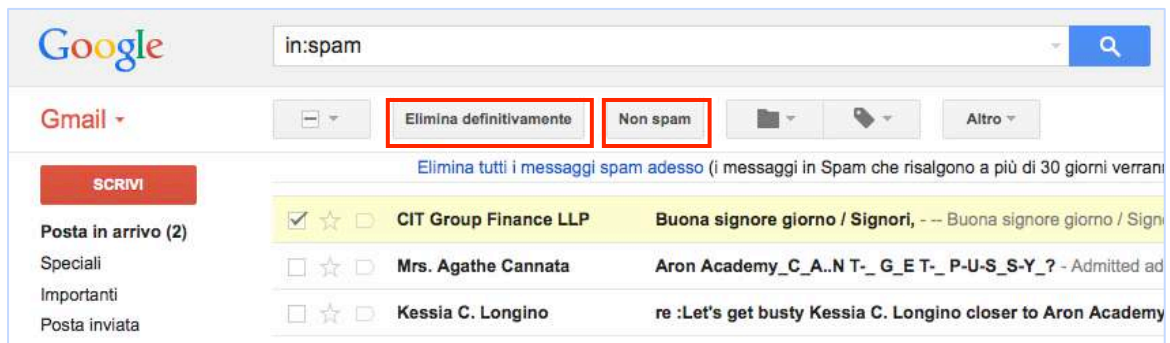 Google
in:spam
Gmail
Elimina definitivamente
Non spam
Altro
Elimina tutti i messaggi spam adesso (i messaggi in Spam che risalgono a più di 30 giorni
SCRIVI
CIT Group Finance LLP Buona signore giorno / Signori, - -- Buona signore giorno /
Posta in arrivo (2)
Speciali
Mrs. Agathe Cannata Aron Academy_C_A..N T-_ G_E T-_ P-U-S_S-Y_? - Admitted
Importanti
Kessia C. Longino re :Let's get busty Kessia C. Longino closer to Aron Academy
Posta inviata